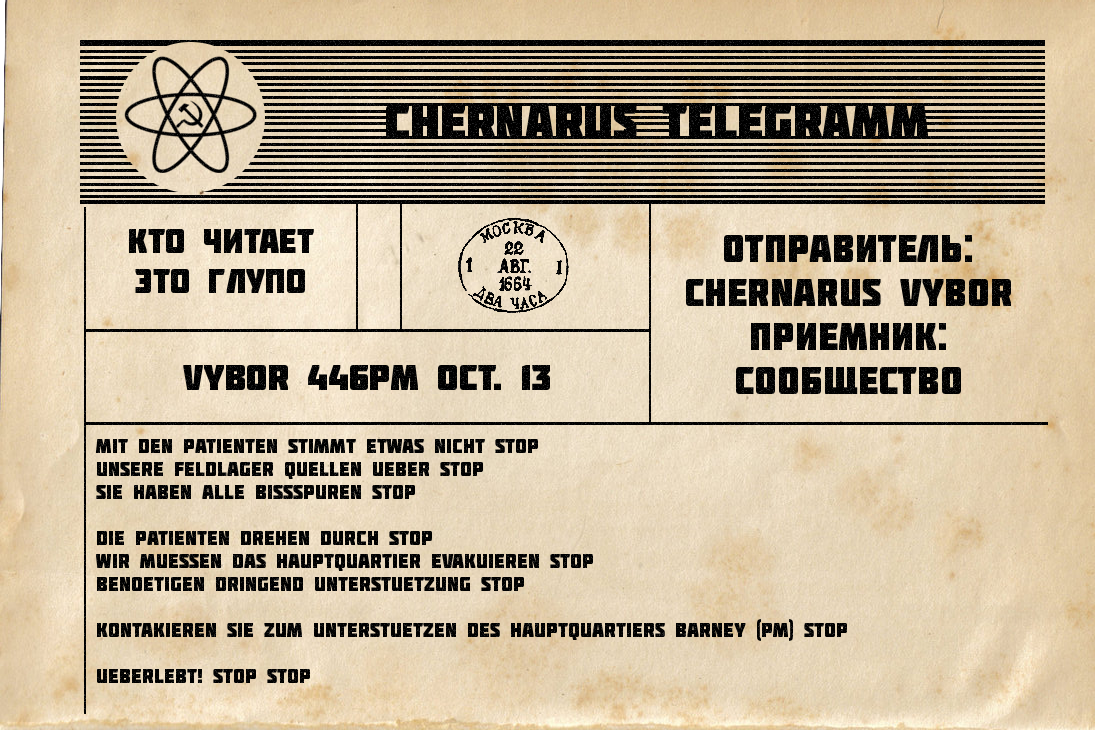 CHERNARUS TELEGRAMM
КТО ЧИТАЕТ
ЭТО ГЛУПО
МОСКВА
22
1 АВГ. 1
1664
ДВА ЧАСА
ОТПРАВИТЕЛЬ:
CHERNARUS VYBOR
ПРИЕМНИК:
СООБЩЕСТВО
VYBOR 446PM OCT. 13
MIT DEN PATIENTEN STIMMT ETWAS NICHT STOP
UNSERE FELDLAGER QUELLEN UEBER STOP
SIE HABEN ALLE BISSSPUREN STOP
DIE PATIENTEN DREHEN DURCH STOP
WIR MUESSEN DAS HAUPTQUARTIER EVAKUIEREN STOP
BENOETIGEN DRINGEND UNTERSTUETZUNG STOP
KONTAKIEREN SIE ZUM UNTERSTUETZEN DES HAUPTQUARTIERS BARNEY (PM) STOP
UEBERLEBT! STOP STOP